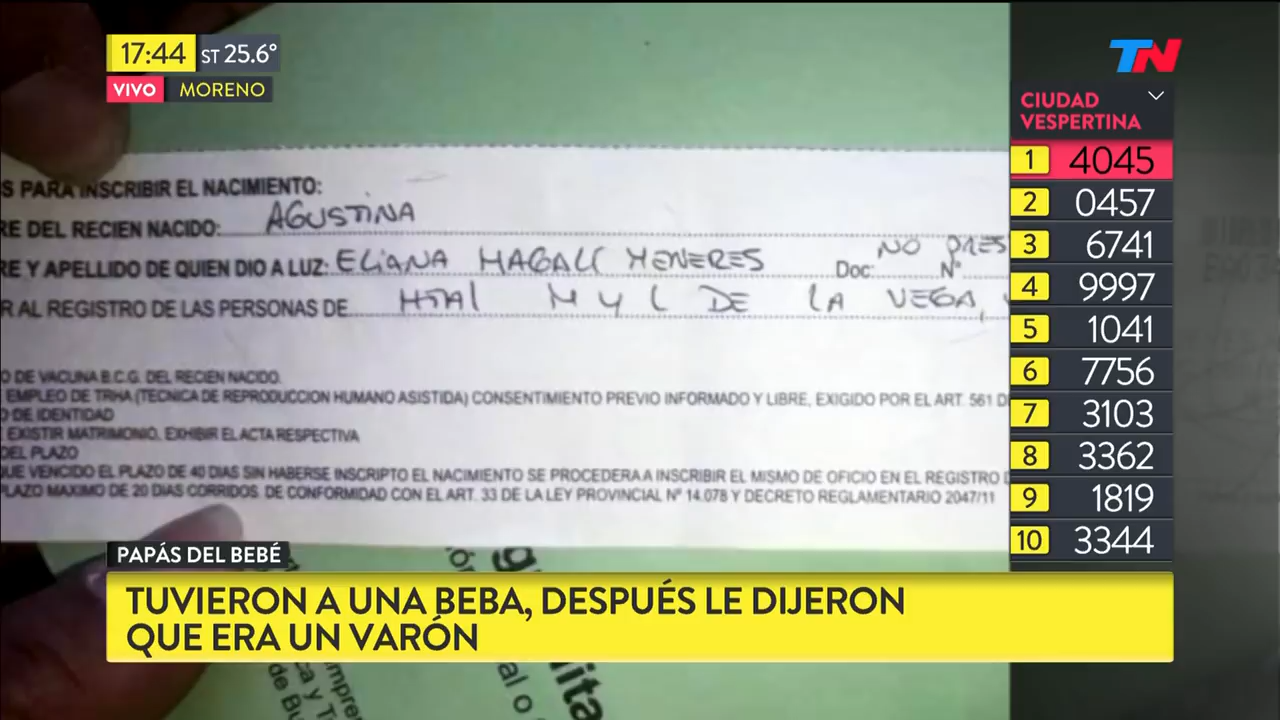 17:44 ST 25.6°
VIVO MORENO
TN
CIUDAD
VESPERTINA
1 4045
2 0457
3 6741
4 9997
5 1041
6 7756
7 3103
8 3362
9 1819
10 3344
S PARA INSCRIBIR EL NACIMIENTO:
RE DEL RECIEN NACIDO: AGUSTINA
RE Y APELLIDO DE QUIEN DIO A LUZ: ELIANA MAGALI MENERES Doc: NO PRES N°
R AL REGISTRO DE LAS PERSONAS DE HTAL M Y L DE LA VEGA,
O DE VACUNA B.C.G. DEL RECIEN NACIDO.
EMPLEO DE TRHA (TECNICA DE REPRODUCCION HUMANO ASISTIDA) CONSENTIMIENTO PREVIO INFORMADO Y LIBRE, EXIGIDO POR EL ART. 561 D
O DE IDENTIDAD
E EXISTIR MATRIMONIO, EXHIBIR EL ACTA RESPECTIVA
DEL PLAZO
QUE VENCIDO EL PLAZO DE 40 DIAS SIN HABERSE INSCRIPTO EL NACIMIENTO SE PROCEDERA A INSCRIBIR EL MISMO DE OFICIO EN EL REGISTRO D
PLAZO MAXIMO DE 20 DIAS CORRIDOS. DE CONFORMIDAD CON EL ART. 33 DE LA LEY PROVINCIAL Nº 14.078 Y DECRETO REGLAMENTARIO 2047/11
PAPÁS DEL BEBÉ
TUVIERON A UNA BEBA, DESPUÉS LE DIJERON
QUE ERA UN VARÓN